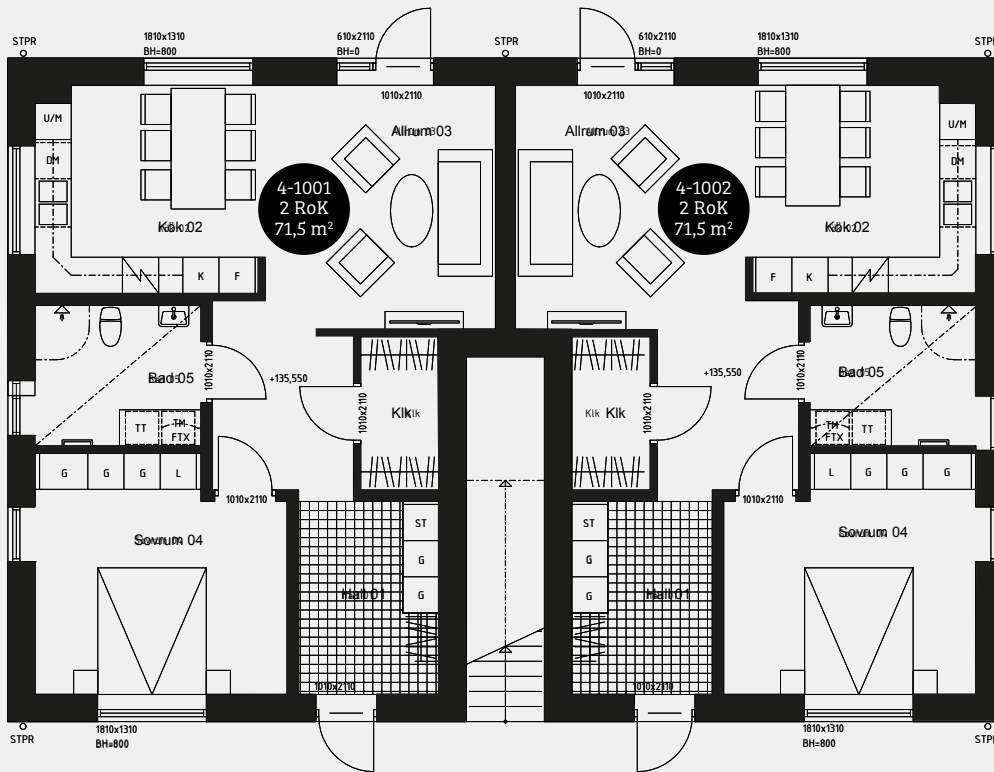 STPR
1810x1310
BH=800
610x2110
BH=0
STPR
610x2110
BH=0
1810x1310
BH=800
STPR
1010x2110
1010x2110
U/M
DM
Allrum 03
Allrum 03
U/M
DM
4-1001
2 RoK
71,5 m²
4-1002
2 RoK
71,5 m²
Kök 02
Kök 02
K
F
F
K
Bad 05
1010x2110
+135,550
1010x2110
Klk
Klk
Klk
1010x2110
+135,550
1010x2110
Bad 05
TT
TM
FTX
TM
FTX
TT
G
G
G
L
1010x2110
1010x2110
L
G
G
G
Sovrum 04
ST
G
G
ST
G
G
Sovrum 04
Hall 01
Hall 01
1010x2110
1010x2110
STPR
1810x1310
BH=800
1810x1310
BH=800
STPR